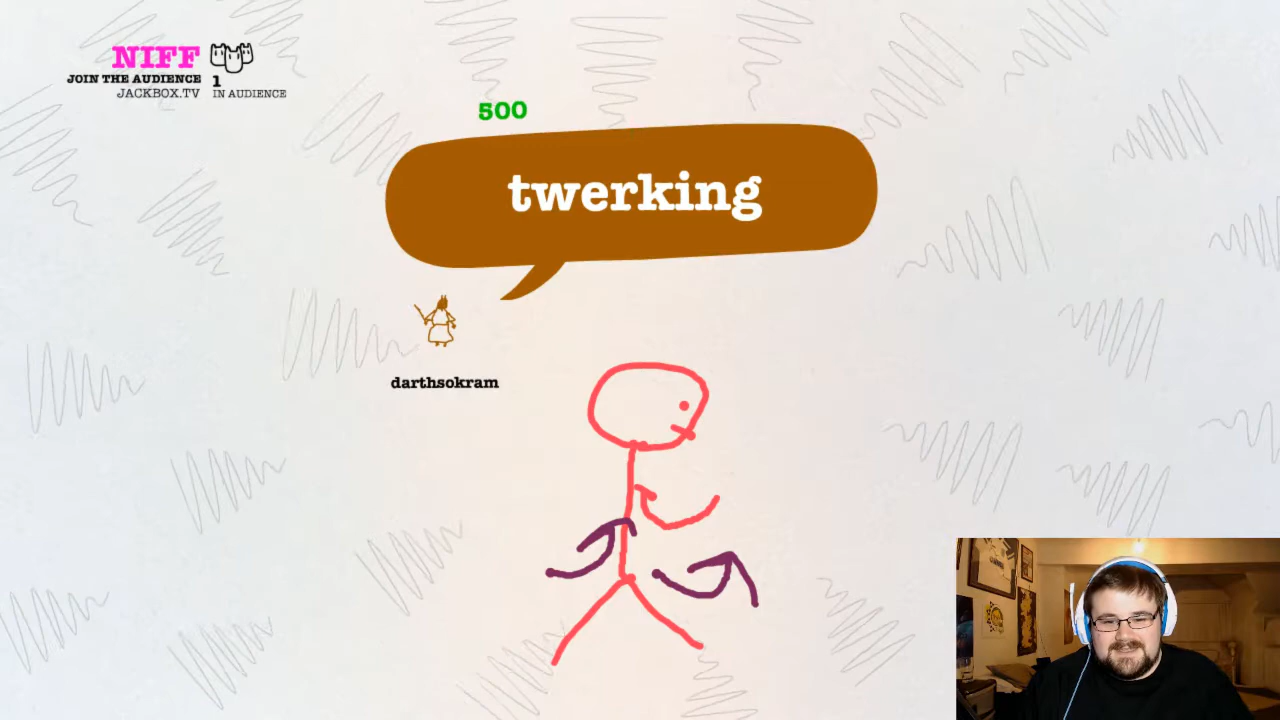 NIFF
JOIN THE AUDIENCE
JACKBOX.TV
1
IN AUDIENCE
500
twerking
darthsokram